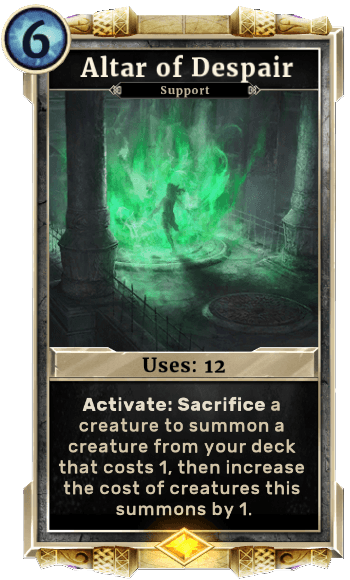 6
Altar of Despair
Support
Uses: 12
Activate: Sacrifice a
creature to summon a
creature from your deck
that costs 1, then increase
the cost of creatures this
summons by 1.